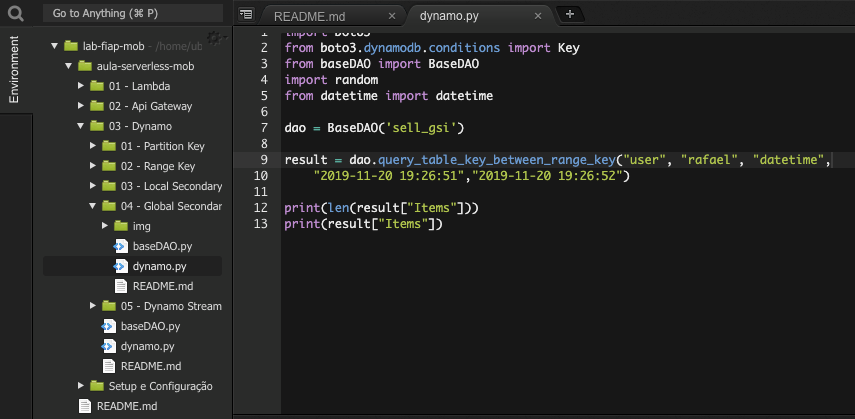 Go to Anything (⌘ P)
Environment
lab-fiap-mob - /home/ub
aula-serverless-mob
01 - Lambda
02 - Api Gateway
03 - Dynamo
01 - Partition Key
02 - Range Key
03 - Local Secondary
04 - Global Secondar
img
baseDAO.py
dynamo.py
README.md
05 - Dynamo Stream
baseDAO.py
dynamo.py
README.md
Setup e Configuração
README.md
README.md × dynamo.py ×
1 import boto3
2 from boto3.dynamodb.conditions import Key
3 from baseDAO import BaseDAO
4 import random
5 from datetime import datetime
6
7 dao = BaseDAO('sell_gsi')
8
9 result = dao.query_table_key_between_range_key("user", "rafael", "datetime",
10 "2019-11-20 19:26:51","2019-11-20 19:26:52")
11
12 print(len(result["Items"]))
13 print(result["Items"])